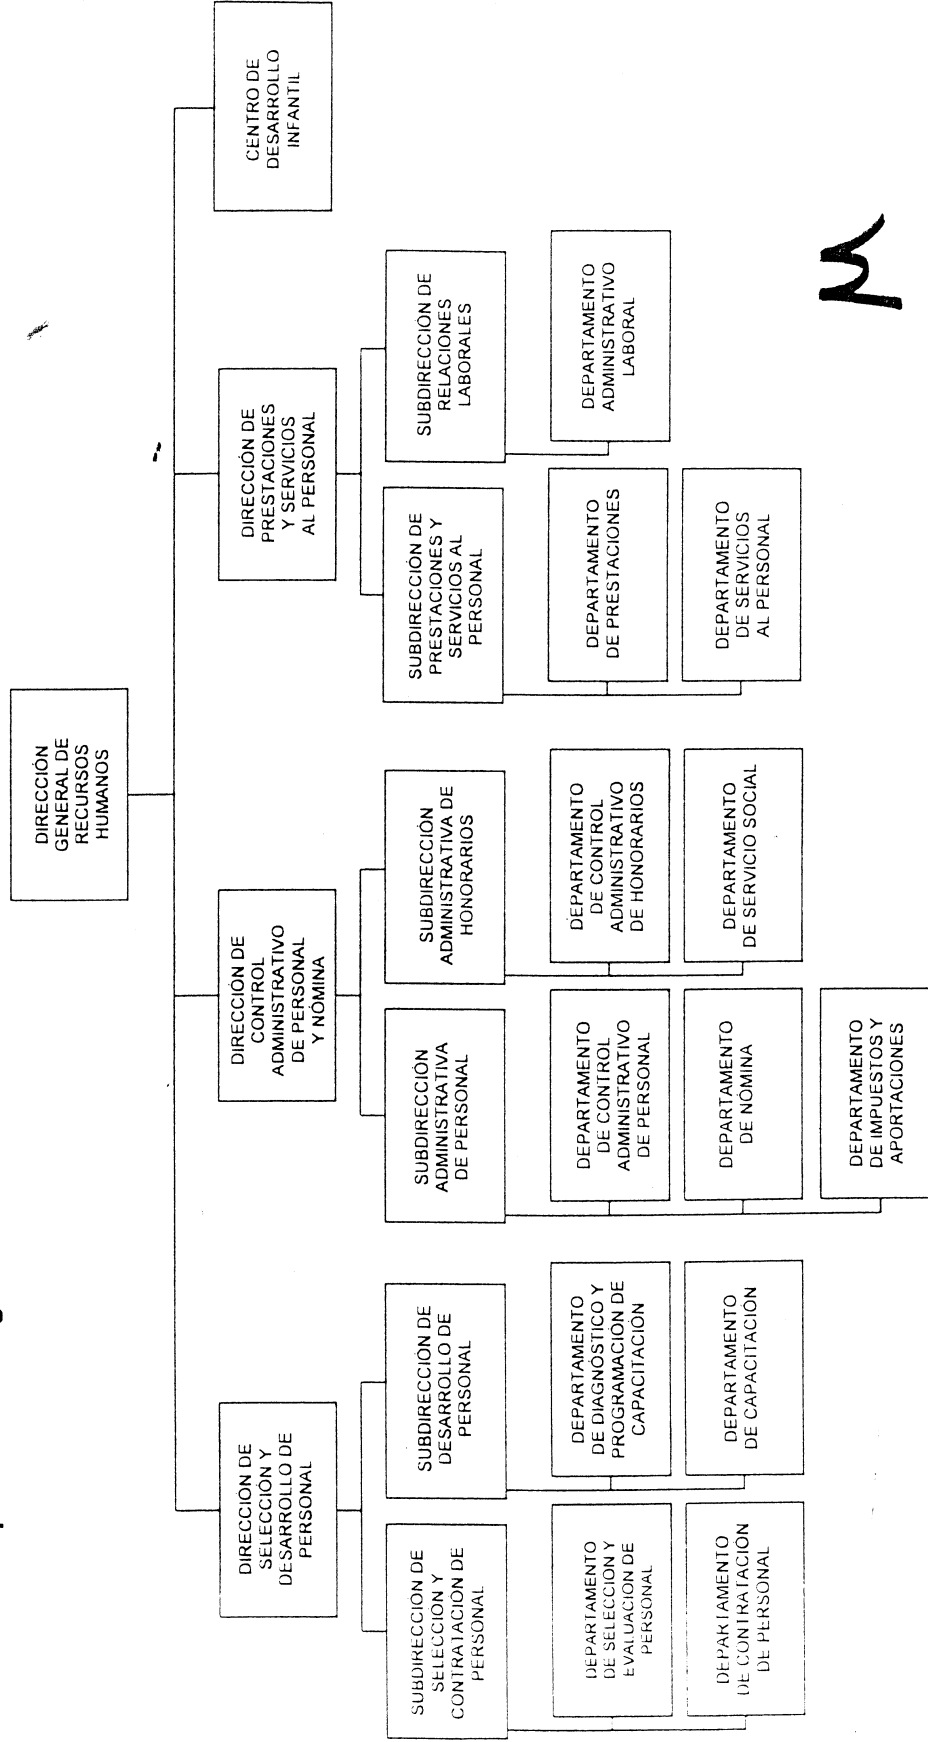 DIRECCIÓN
GENERAL DE
RECURSOS
HUMANOS
DIRECCIÓN DE
SELECCIÓN Y
DESARROLLO DE
PERSONAL
DIRECCIÓN DE
CONTROL
ADMINISTRATIVO
DE PERSONAL
Y NÓMINA
DIRECCIÓN DE
PRESTACIONES
Y SERVICIOS
AL PERSONAL
CENTRO DE
DESARROLLO
INFANTIL
SUBDIRECCION DE
SELECCIÓN Y
CONTRATACIÓN DE
PERSONAL
SUBDIRECCIÓN DE
DESARROLLO DE
PERSONAL
SUBDIRECCIÓN
ADMINISTRATIVA
DE PERSONAL
SUBDIRECCIÓN
ADMINISTRATIVA DE
HONORARIOS
SUBDIRECCIÓN DE
PRESTACIONES Y
SERVICIOS AL
PERSONAL
SUBDIRECCIÓN DE
RELACIONES
LABORALES
DEPARTAMENTO
DE SELECCION Y
EVALUACION DE
PERSONAL
DEPARTAMENTO
DE CONTRATACIÓN
DE PERSONAL
DEPARTAMENTO
DE DIAGNÓSTICO Y
PROGRAMACIÓN DE
CAPACITACIÓN
DEPARTAMENTO
DE CAPACITACIÓN
DEPARTAMENTO
DE CONTROL
ADMINISTRATIVO
DE PERSONAL
DEPARTAMENTO
DE NÓMINA
DEPARTAMENTO
DE IMPUESTOS Y
APORTACIONES
DEPARTAMENTO
DE CONTROL
ADMINISTRATIVO
DE HONORARIOS
DEPARTAMENTO
DE SERVICIO SOCIAL
DEPARTAMENTO
DE PRESTACIONES
DEPARTAMENTO
DE SERVICIOS
AL PERSONAL
DEPARTAMENTO
ADMINISTRATIVO
LABORAL